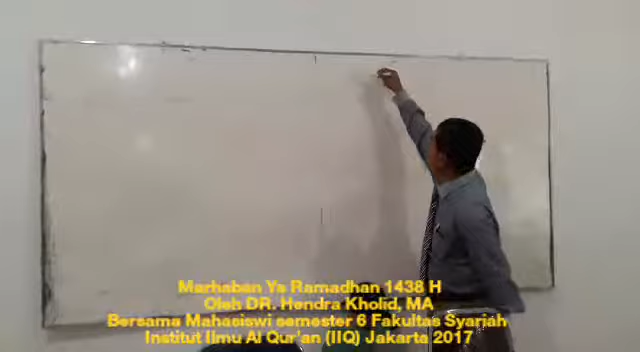 Marhaban Ya Ramadhan 1438 H
Oleh DR. Hendra Kholid, MA
Bersama Mahasiswi semester 6 Fakultas Syariah
Institut Ilmu Al Qur'an (IIQ) Jakarta 2017